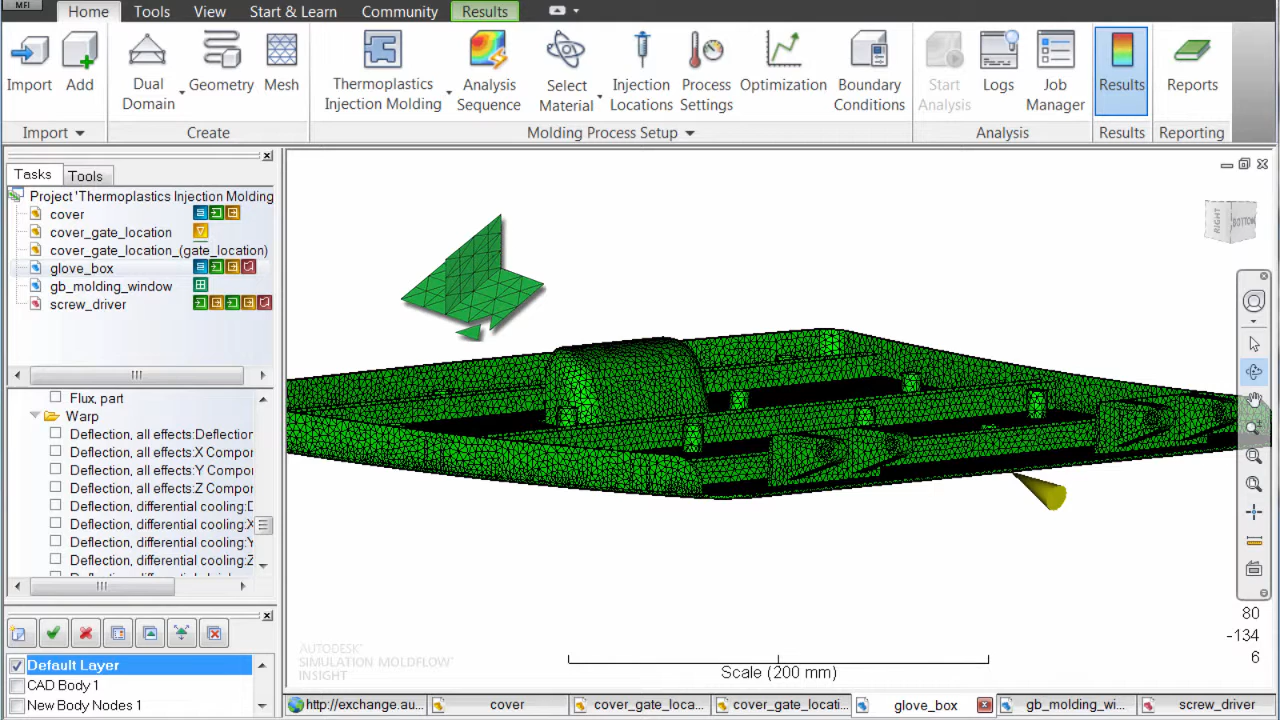 MFI
Home Tools View Start & Learn Community Results
Import Add Dual Domain Geometry Mesh Thermoplastics Injection Molding Analysis Sequence Select Material Injection Locations Process Settings Optimization Boundary Conditions Start Analysis Logs Job Manager Results Reports
Import Create Molding Process Setup Analysis Results Reporting
Tasks Tools
Project 'Thermoplastics Injection Molding
cover
cover_gate_location
cover_gate_location_(gate_location)
glove_box
gb_molding_window
screw_driver
Flux, part
Warp
Deflection, all effects:Deflection
Deflection, all effects:X Compo
Deflection, all effects:Y Compo
Deflection, all effects:Z Compo
Deflection, differential cooling:D
Deflection, differential cooling:X
Deflection, differential cooling:Y
Deflection, differential cooling:Z
Default Layer
CAD Body 1
New Body Nodes 1
RIGHT BOTTOM
80
-134
6
AUTODESK
SIMULATION MOLDFLOW
INSIGHT
Scale (200 mm)
http://exchange.au... cover cover_gate_loca... cover_gate_locati... glove_box gb_molding_wi... screw_driver